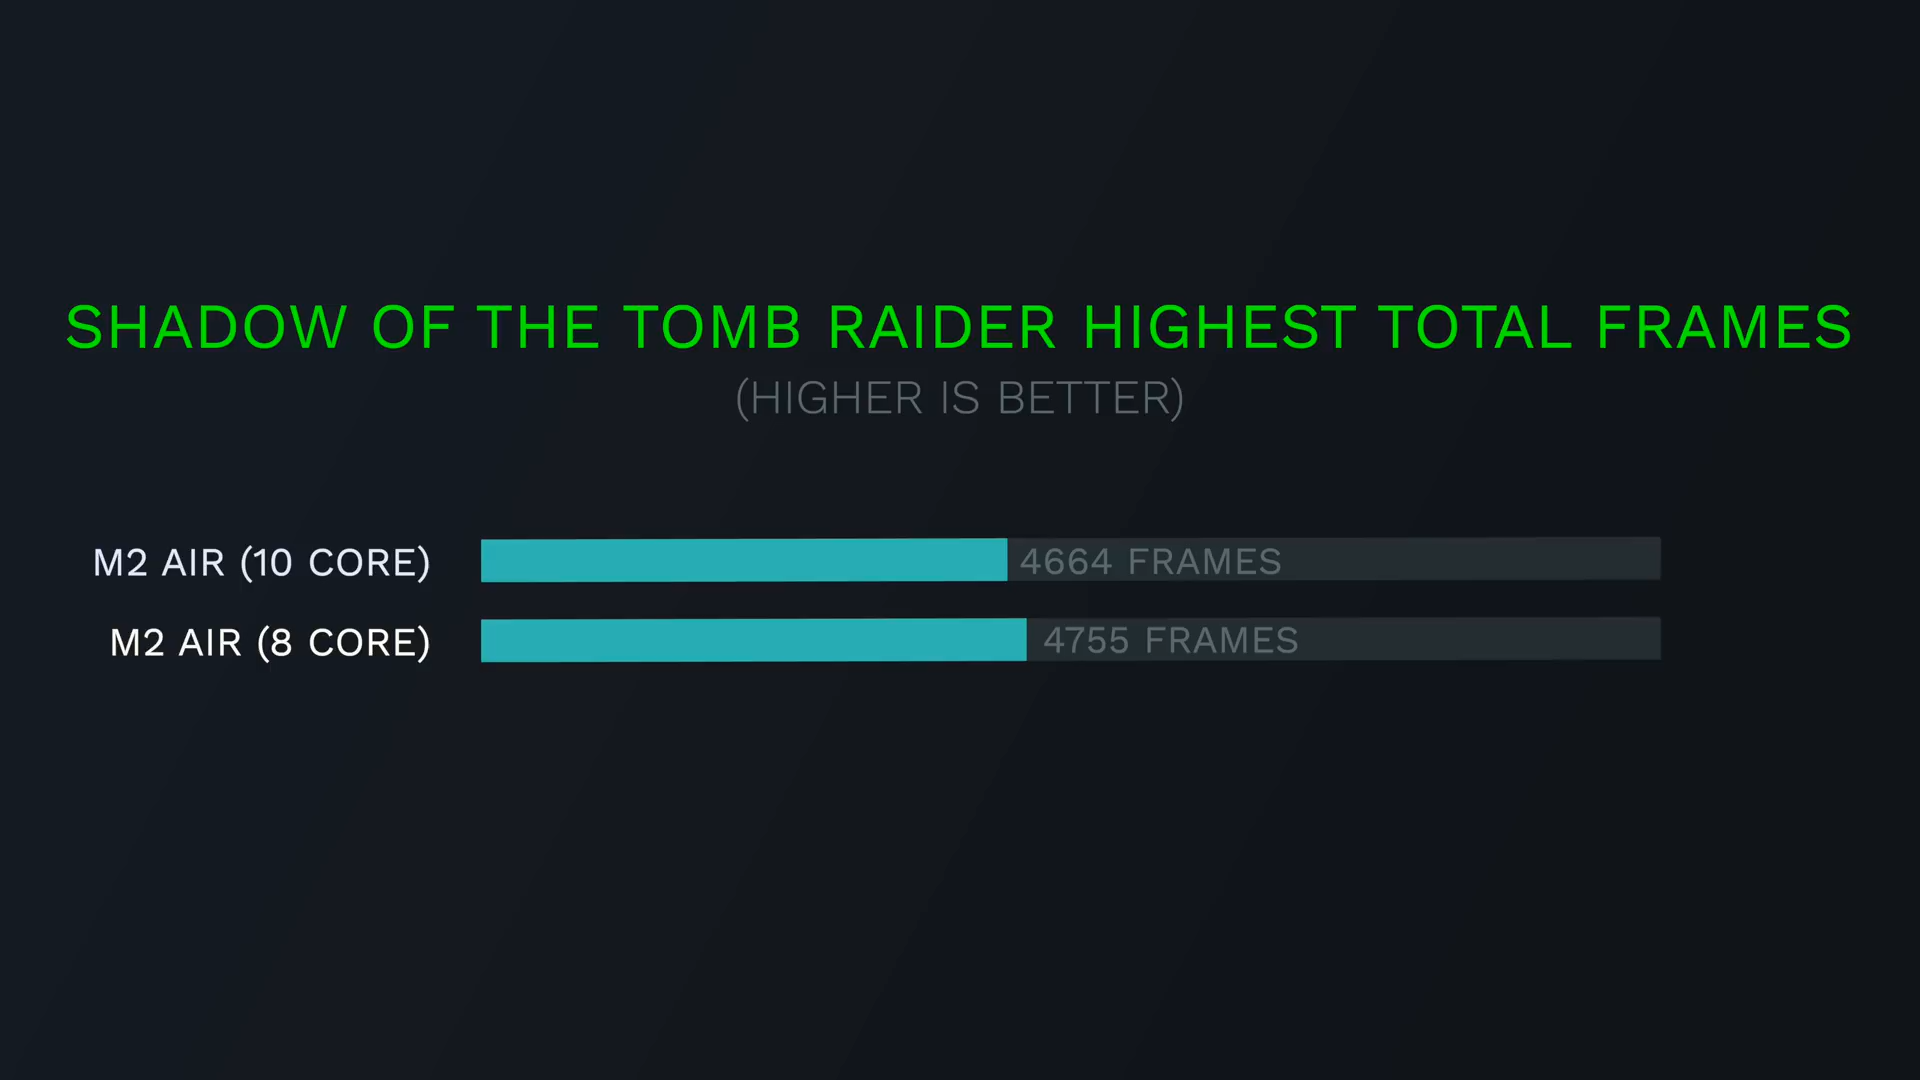 SHADOW OF THE TOMB RAIDER HIGHEST TOTAL FRAMES
(HIGHER IS BETTER)
M2 AIR (10 CORE) 4664 FRAMES
M2 AIR (8 CORE) 4755 FRAMES